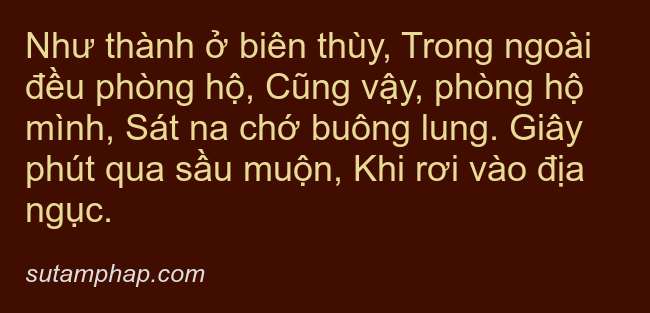 Như thành ở biên thùy, Trong ngoài
đều phòng hộ, Cũng vậy, phòng hộ
mình, Sát na chớ buông lung. Giây
phút qua sầu muộn, Khi rơi vào địa
ngục.
sutamphap.com